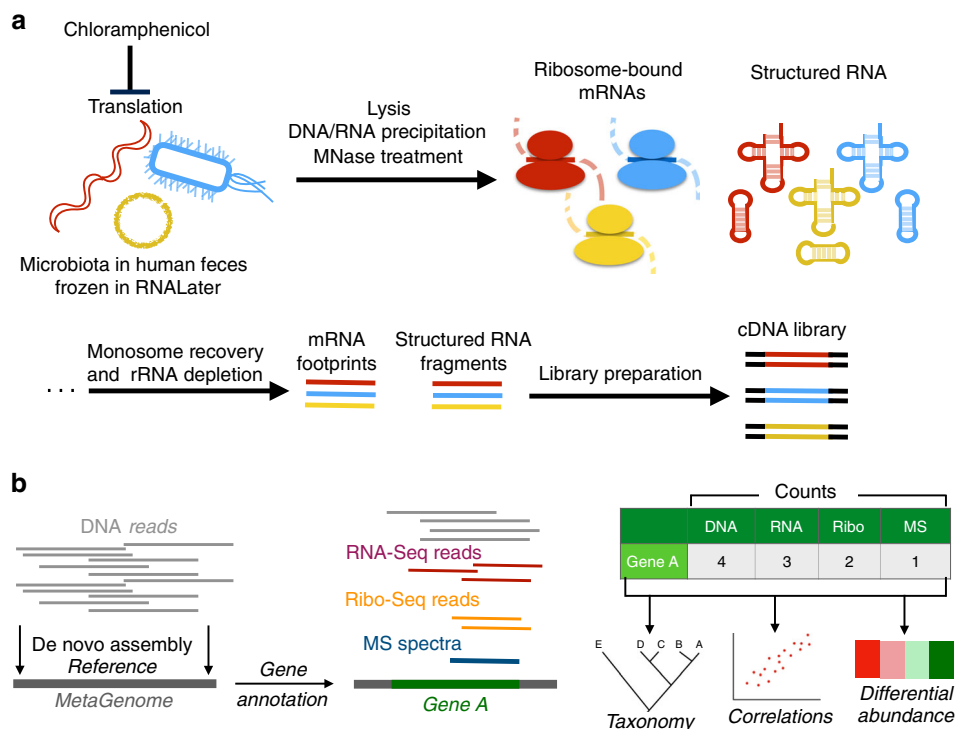 a
Chloramphenicol
Translation
Microbiota in human feces
frozen in RNALater
Lysis
DNA/RNA precipitation
MNase treatment
Ribosome-bound
mRNAs
Structured RNA
. . .
Monosome recovery
and rRNA depletion
mRNA
footprints
Structured RNA
fragments
Library preparation
cDNA library
b
DNA reads
De novo assembly
Reference
MetaGenome
Gene
annotation
RNA-Seq reads
Ribo-Seq reads
MS spectra
Gene A
Counts
DNA RNA Ribo MS
Gene A 4 3 2 1
E D C B A
Taxonomy
Correlations
Differential
abundance